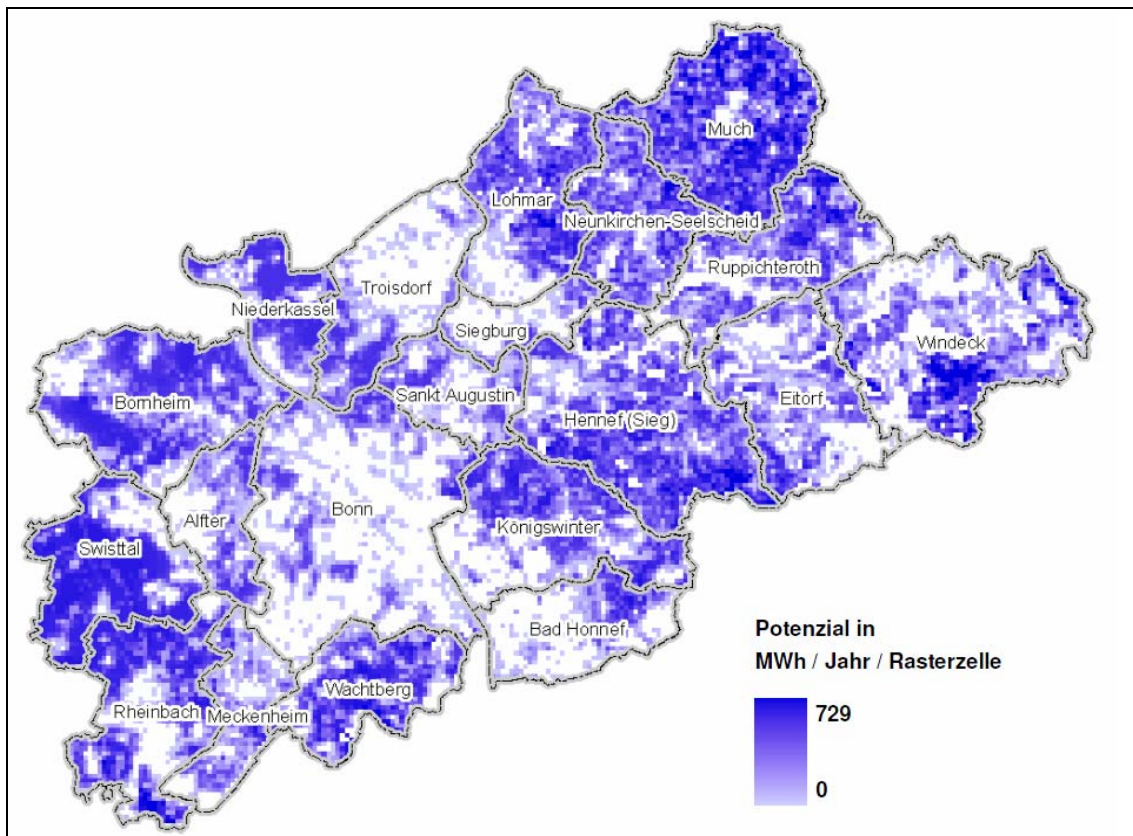 Much
Lohmar
Neunkirchen-Seelscheid
Ruppichteroth
Troisdorf
Niederkassel
Siegburg
Windeck
Bornheim
Sankt Augustin
Eitorf
Hennef (Sieg)
Bonn
Alfter
Königswinter
Swisttal
Bad Honnef
Wachtberg
Rheinbach
Meckenheim
Potenzial in
MWh / Jahr / Rasterzelle
729
0